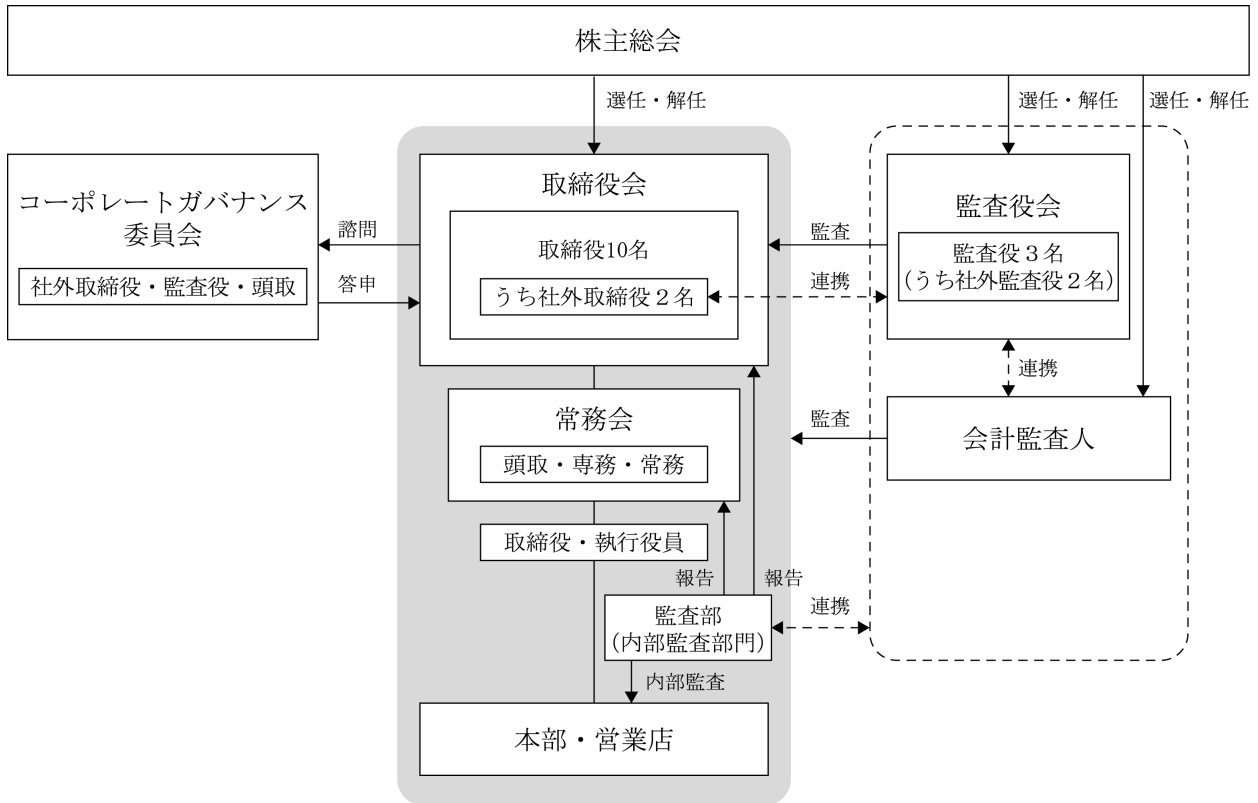 株主総会
選任・解任
選任・解任
選任・解任
コーポレートガバナンス
委員会
社外取締役・監査役・頭取
諮問
答申
取締役会
取締役10名
うち社外取締役２名
監査
連携
監査役会
監査役３名
(うち社外監査役２名)
連携
常務会
頭取・専務・常務
監査
会計監査人
取締役・執行役員
報告
報告
監査部
(内部監査部門)
連携
内部監査
本部・営業店